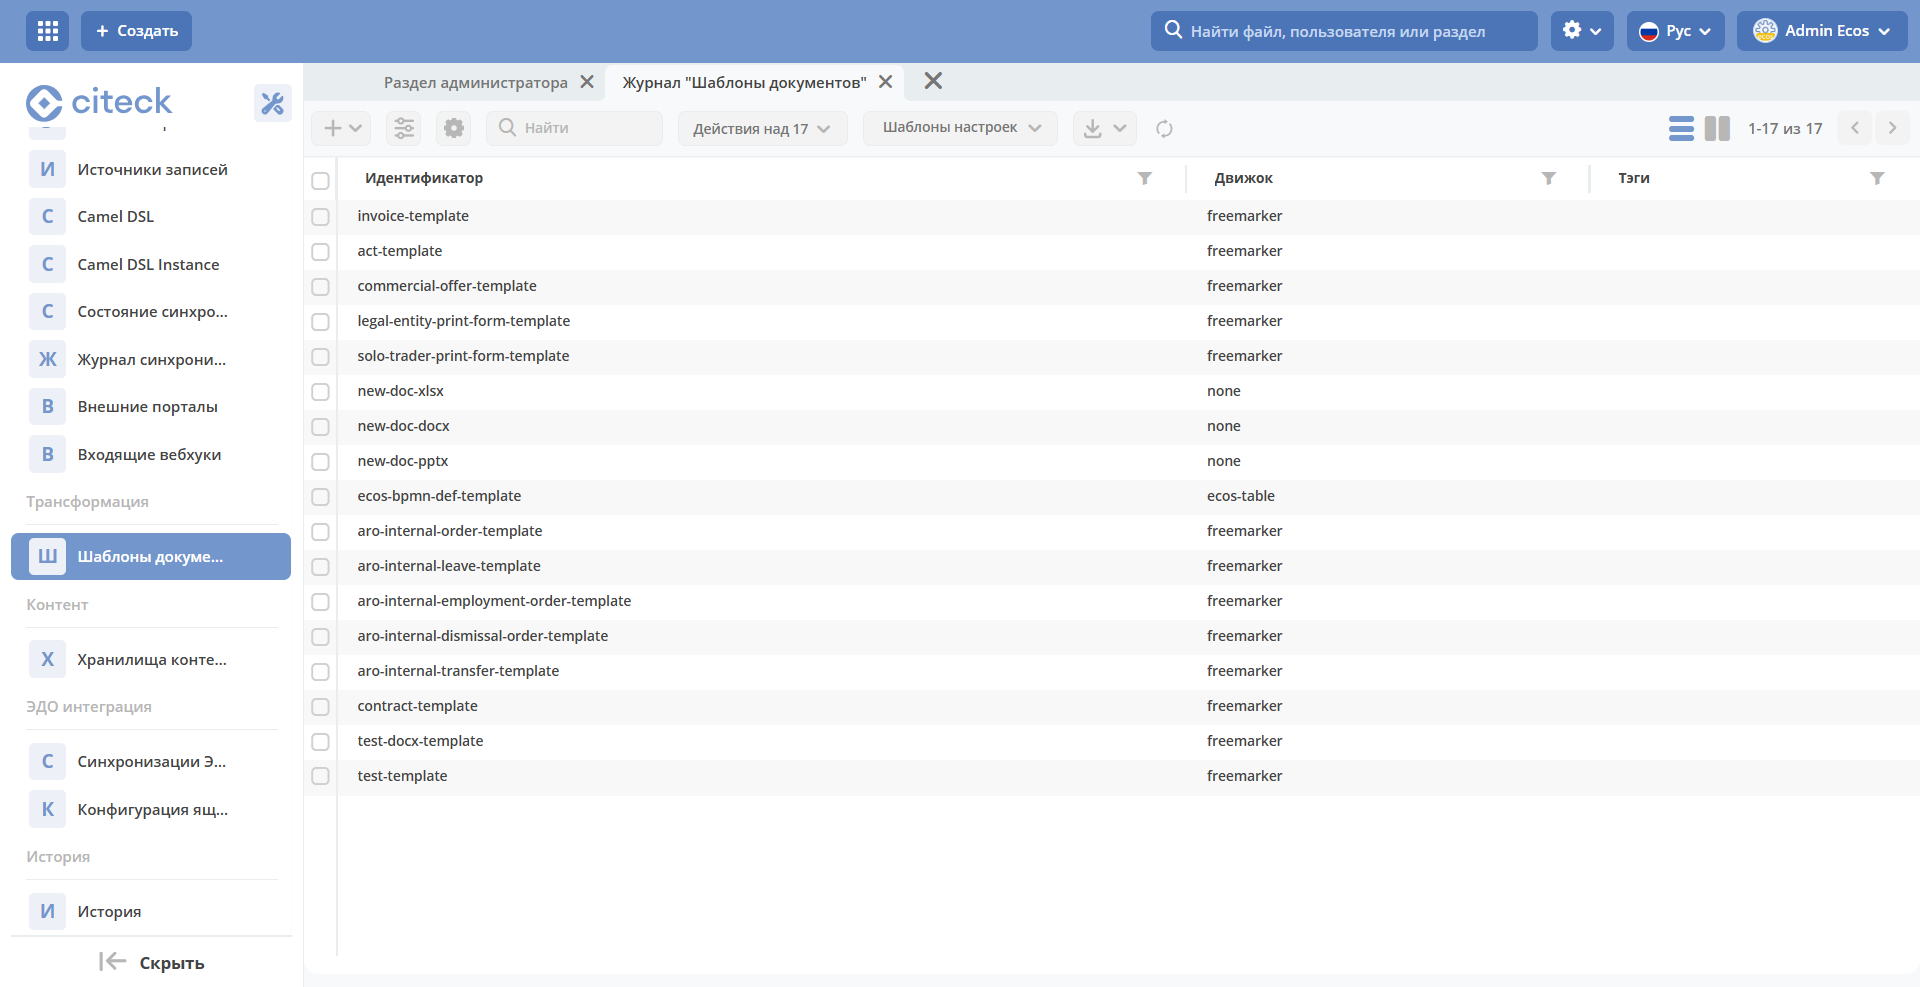 + Создать
Найти файл, пользователя или раздел
Рус
Admin Ecos
citeck
Раздел администратора
Журнал "Шаблоны документов"
Найти
Действия над 17
Шаблоны настроек
1-17 из 17
И Источники записей
C Camel DSL
C Camel DSL Instance
С Состояние синхро...
Ж Журнал синхрони...
В Внешние порталы
В Входящие вебхуки
Трансформация
Ш Шаблоны докуме...
Контент
Х Хранилища конте...
ЭДО интеграция
С Синхронизации Э...
К Конфигурация ящ...
История
И История
Скрыть
Идентификатор Движок Тэги
invoice-template freemarker
act-template freemarker
commercial-offer-template freemarker
legal-entity-print-form-template freemarker
solo-trader-print-form-template freemarker
new-doc-xlsx none
new-doc-docx none
new-doc-pptx none
ecos-bpmn-def-template ecos-table
aro-internal-order-template freemarker
aro-internal-leave-template freemarker
aro-internal-employment-order-template freemarker
aro-internal-dismissal-order-template freemarker
aro-internal-transfer-template freemarker
contract-template freemarker
test-docx-template freemarker
test-template freemarker